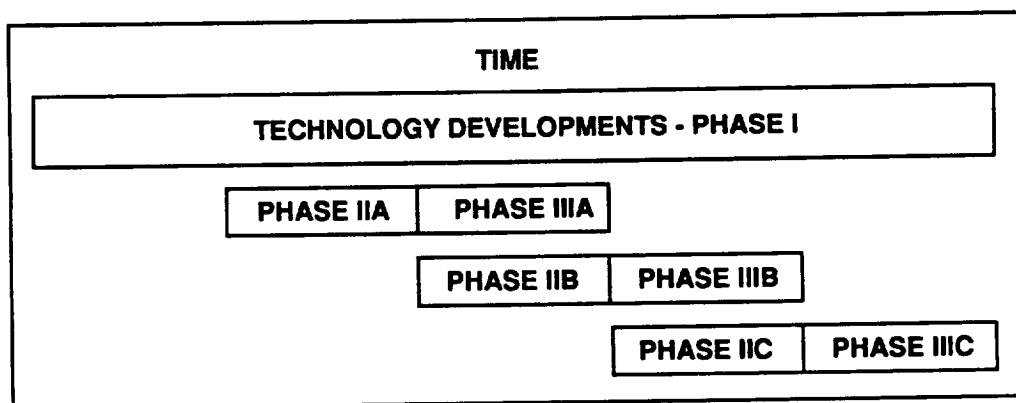 TIME
TECHNOLOGY DEVELOPMENTS - PHASE I
PHASE IIA PHASE IIIA
PHASE IIB PHASE IIIB
PHASE IIC PHASE IIIC